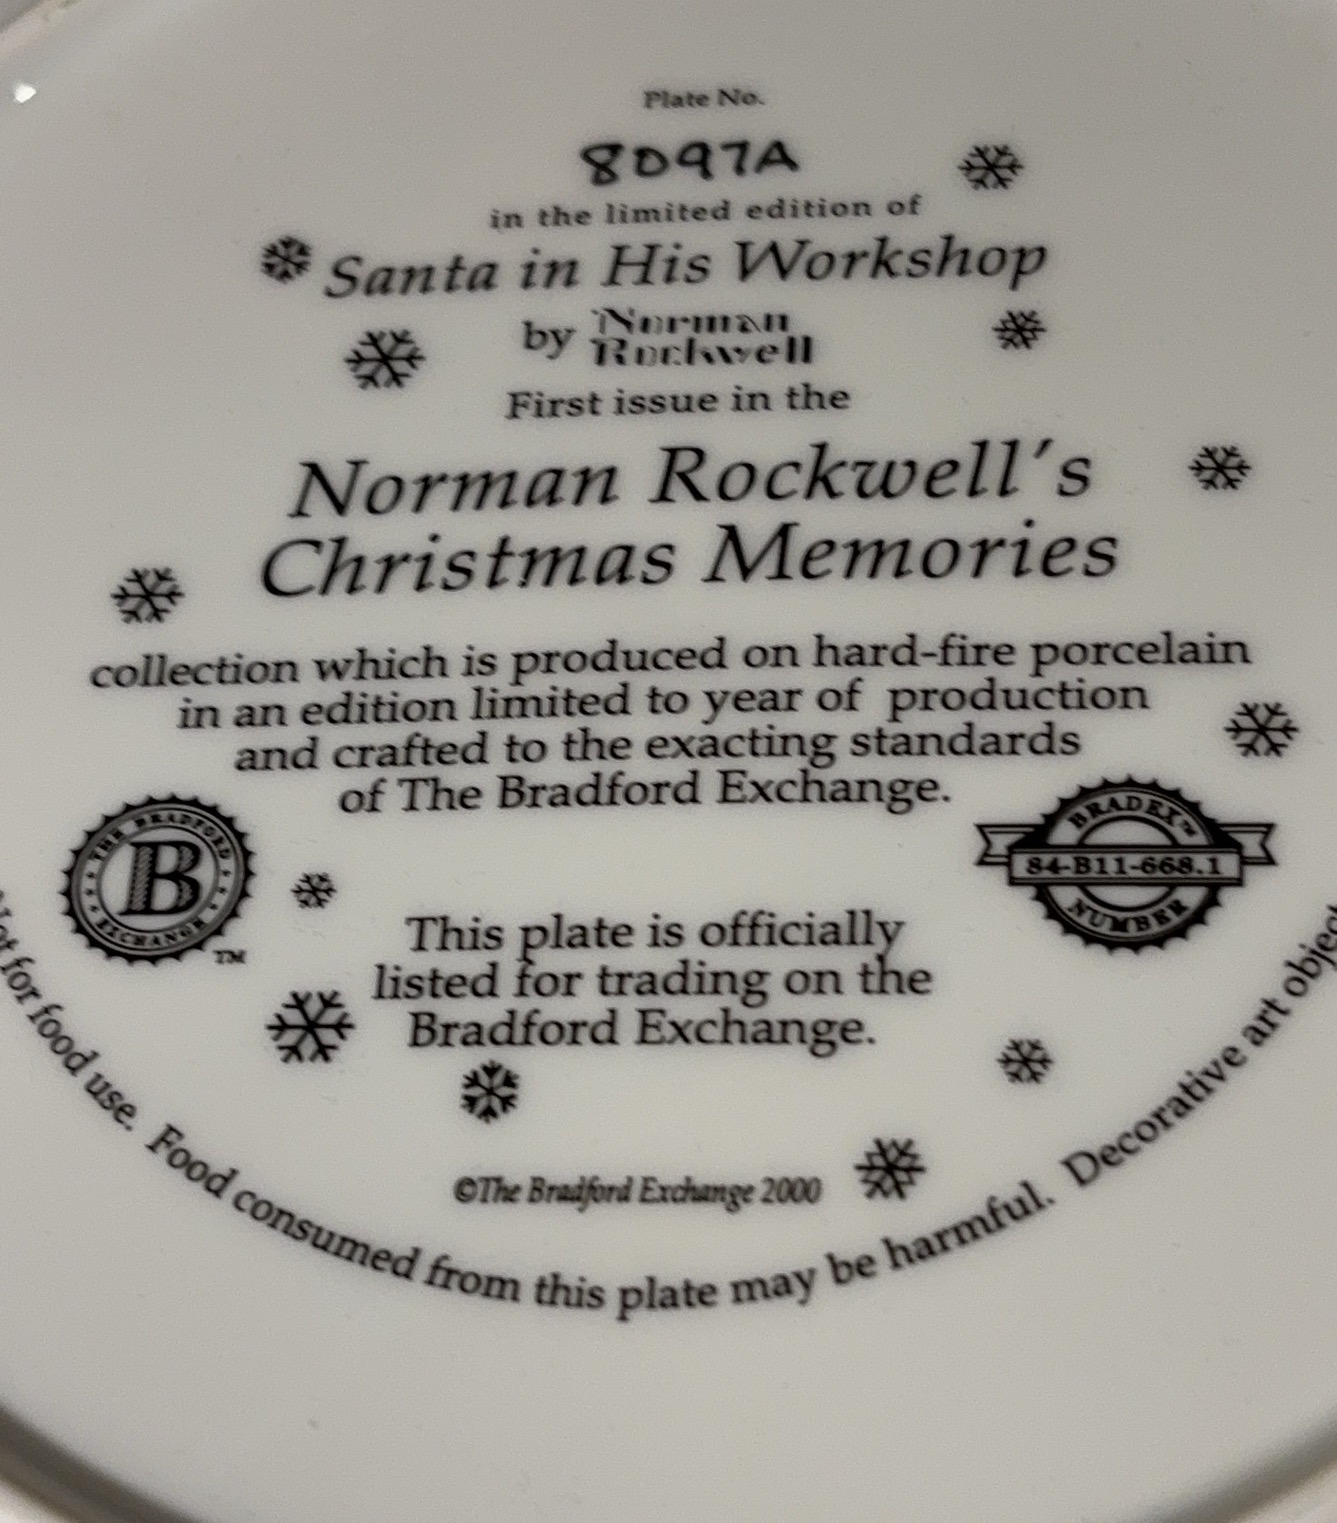 Plate No.
8097A
in the limited edition of
Santa in His Workshop
by Norman
Rockwell
First issue in the
Norman Rockwell's
Christmas Memories
collection which is produced on hard-fire porcelain
in an edition limited to year of production
and crafted to the exacting standards
of The Bradford Exchange.
THE BRADFORD
B
EXCHANGE
TM
BRADEX™
84-B11-668.1
NUMBER
This plate is officially
listed for trading on the
Bradford Exchange.
©The Bradford Exchange 2000
Not for food use. Food consumed from this plate may be harmful. Decorative art object